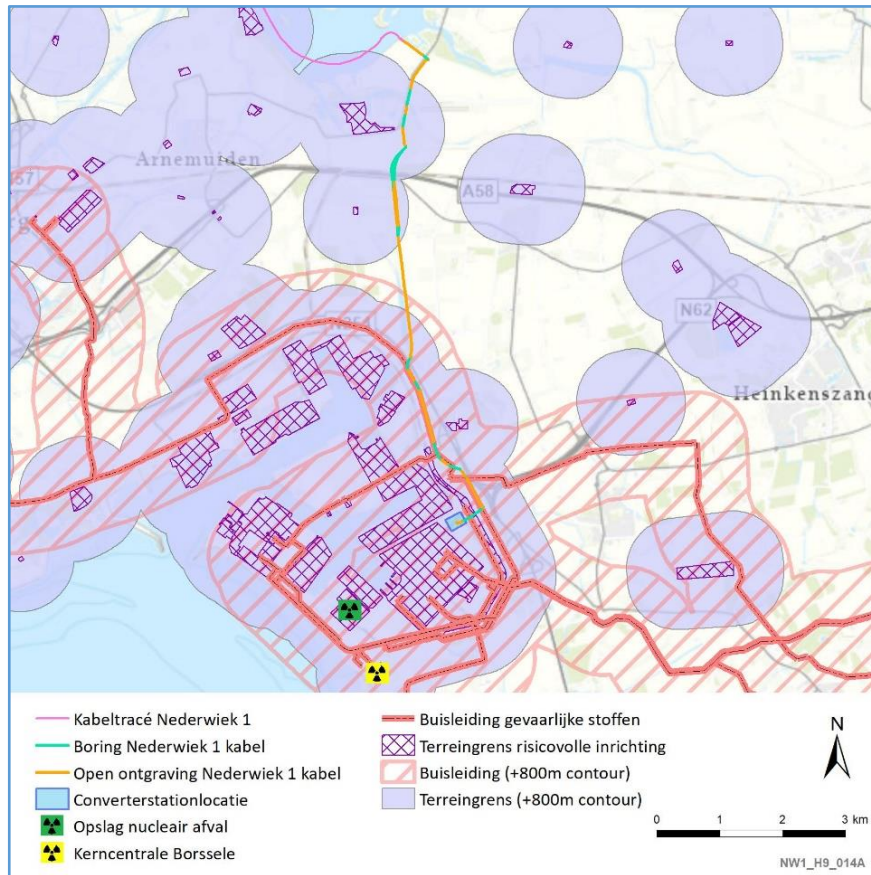 Arnemuiden
A58
N62
Heinkenszand
Kabeltracé Nederwiek 1
Boring Nederwiek 1 kabel
Open ontgraving Nederwiek 1 kabel
Converterstationlocatie
Opslag nucleair afval
Kerncentrale Borssele
Buisleiding gevaarlijke stoffen
Terreingrens risicovolle inrichting
Buisleiding (+800m contour)
Terreingrens (+800m contour)
N
0 1 2 3 km
NW1_H9_014A